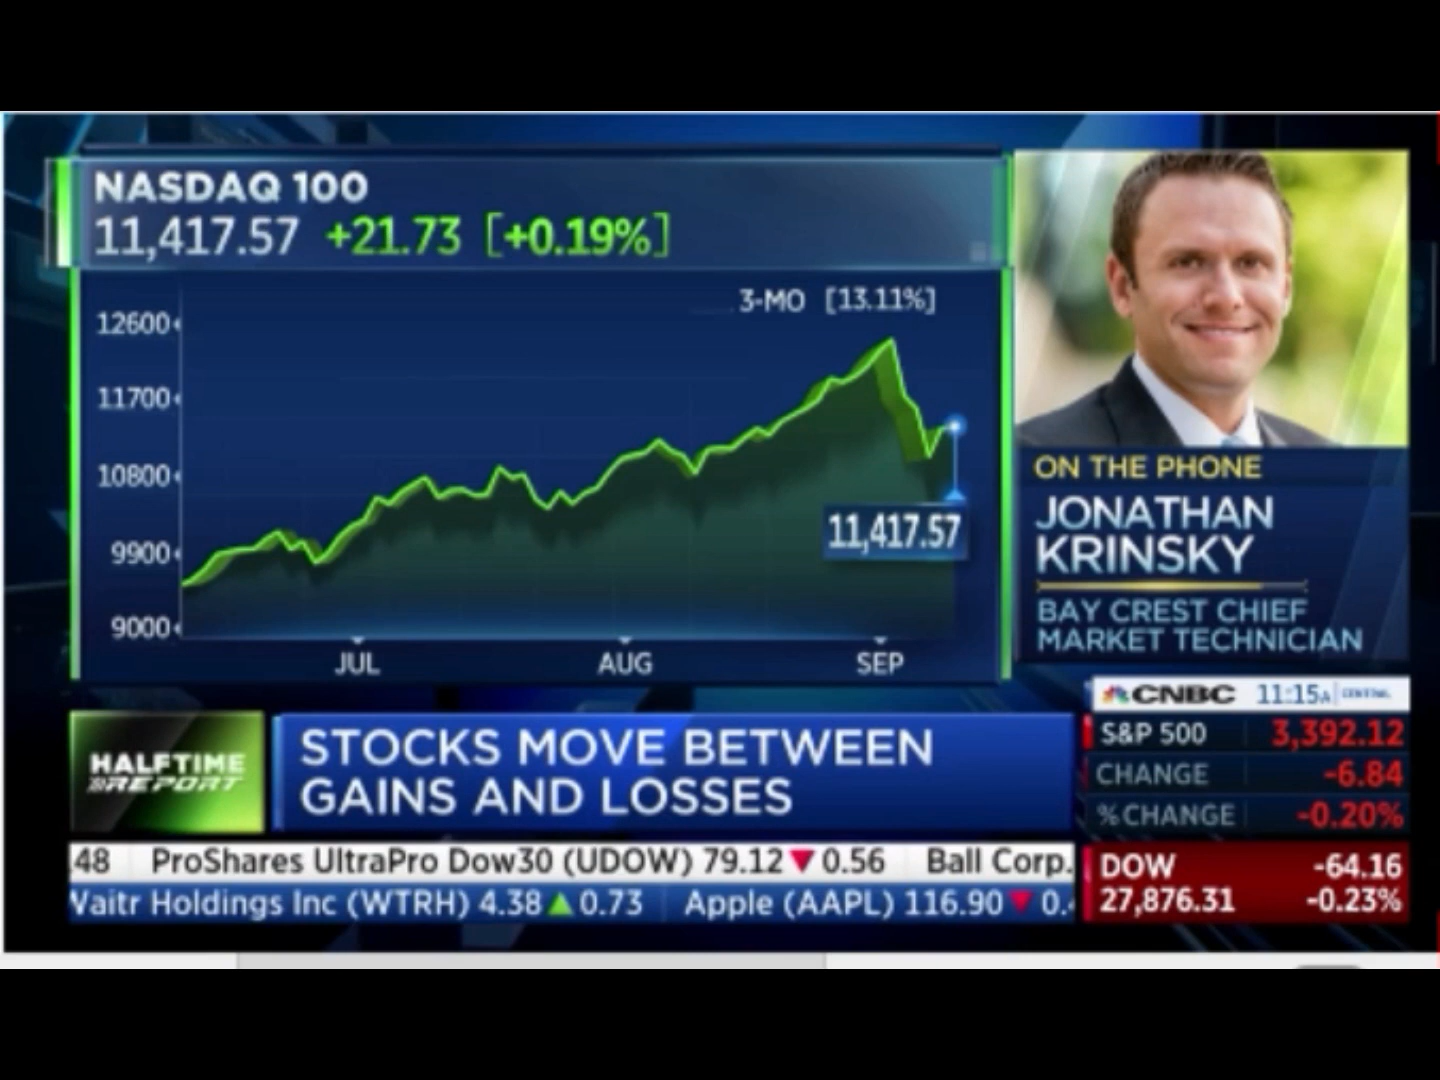 NASDAQ 100
11,417.57 +21.73 [+0.19%]
3-MO [13.11%]
12600
11700
10800
9900
9000
11,417.57
JUL AUG SEP
ON THE PHONE
JONATHAN
KRINSKY
BAY CREST CHIEF
MARKET TECHNICIAN
CNBC 11:15A CENTRAL
S&P 500 3,392.12
CHANGE -6.84
%CHANGE -0.20%
DOW -64.16
27,876.31 -0.23%
HALFTIME
REPORT
STOCKS MOVE BETWEEN
GAINS AND LOSSES
.48 ProShares UltraPro Dow30 (UDOW) 79.12▼0.56 Ball Corp.
Waitr Holdings Inc (WTRH) 4.38▲0.73 Apple (AAPL) 116.90▼0.